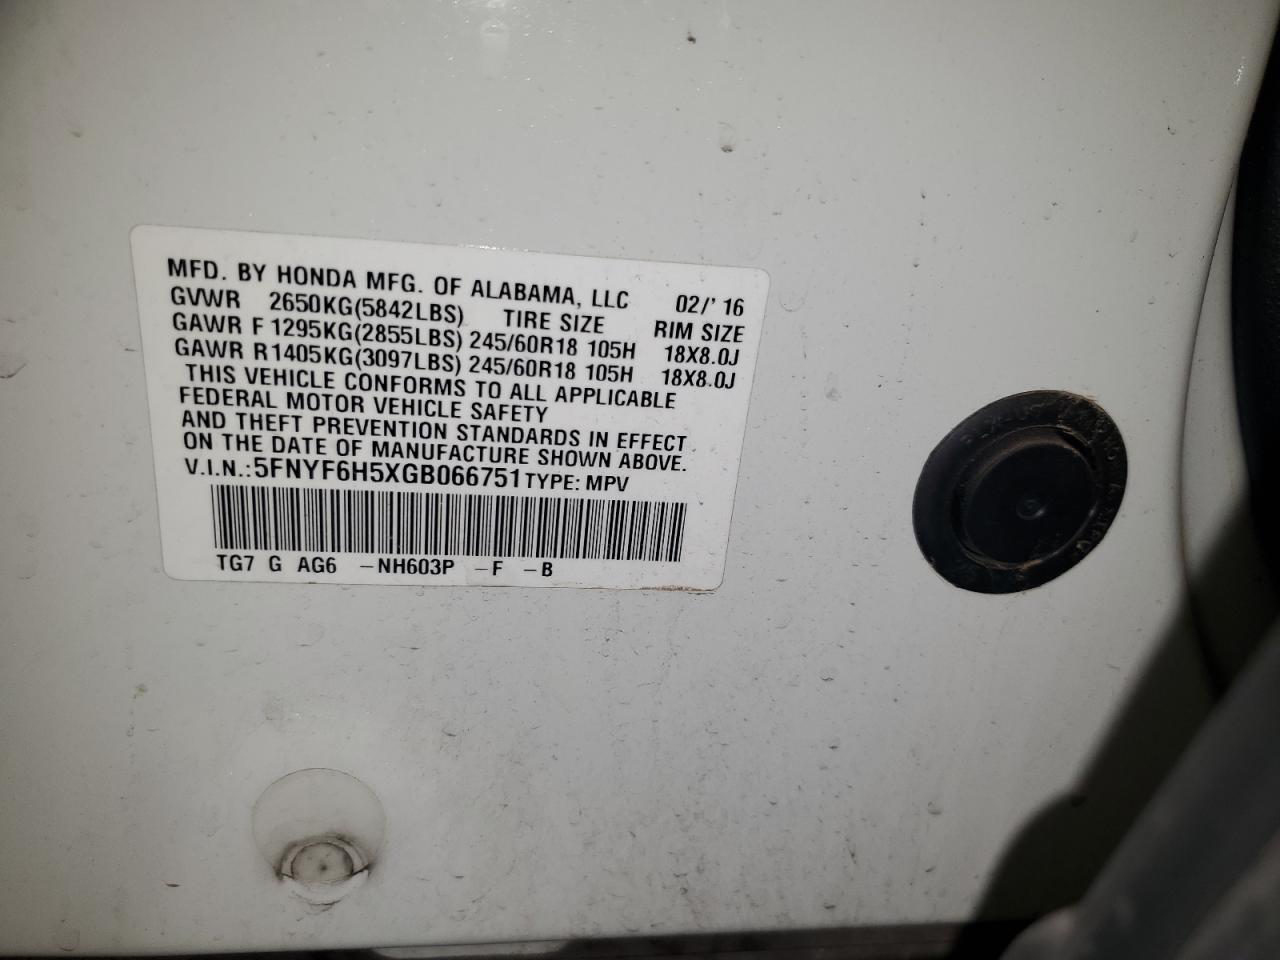 MFD. BY HONDA MFG. OF ALABAMA, LLC 02/' 16
GVWR 2650KG(5842LBS) TIRE SIZE RIM SIZE
GAWR F 1295KG(2855LBS) 245/60R18 105H 18X8.0J
GAWR R 1405KG(3097LBS) 245/60R18 105H 18X8.0J
THIS VEHICLE CONFORMS TO ALL APPLICABLE
FEDERAL MOTOR VEHICLE SAFETY
AND THEFT PREVENTION STANDARDS IN EFFECT
ON THE DATE OF MANUFACTURE SHOWN ABOVE.
V.I.N.: 5FNYF6H5XGB066751 TYPE: MPV
TG7 G AG6 -NH603P -F -B